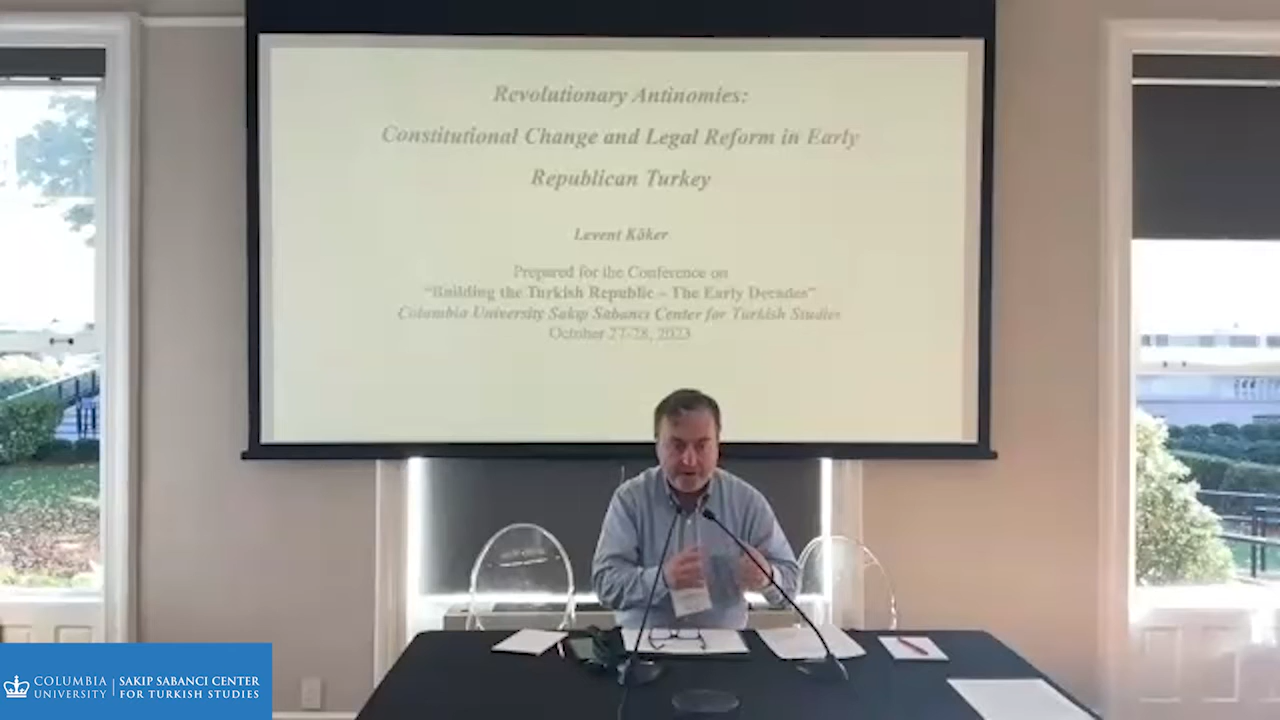 Revolutionary Antinomies:
Constitutional Change and Legal Reform in Early
Republican Turkey
Levent Köker
Prepared for the Conference on
“Building the Turkish Republic – The Early Decades”
Columbia University Sakıp Sabancı Center for Turkish Studies
October 27-28, 2023
COLUMBIA UNIVERSITY
SAKIP SABANCI CENTER FOR TURKISH STUDIES